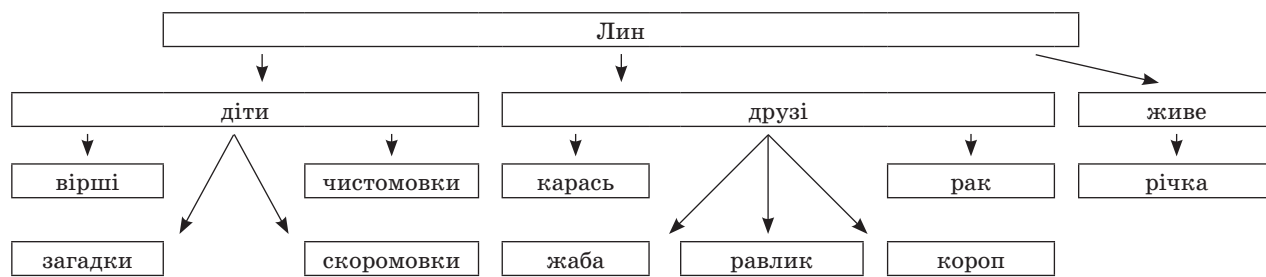 Лин
діти друзі живе
вірші чистомовки карась рак річка
загадки скоромовки жаба равлик короп